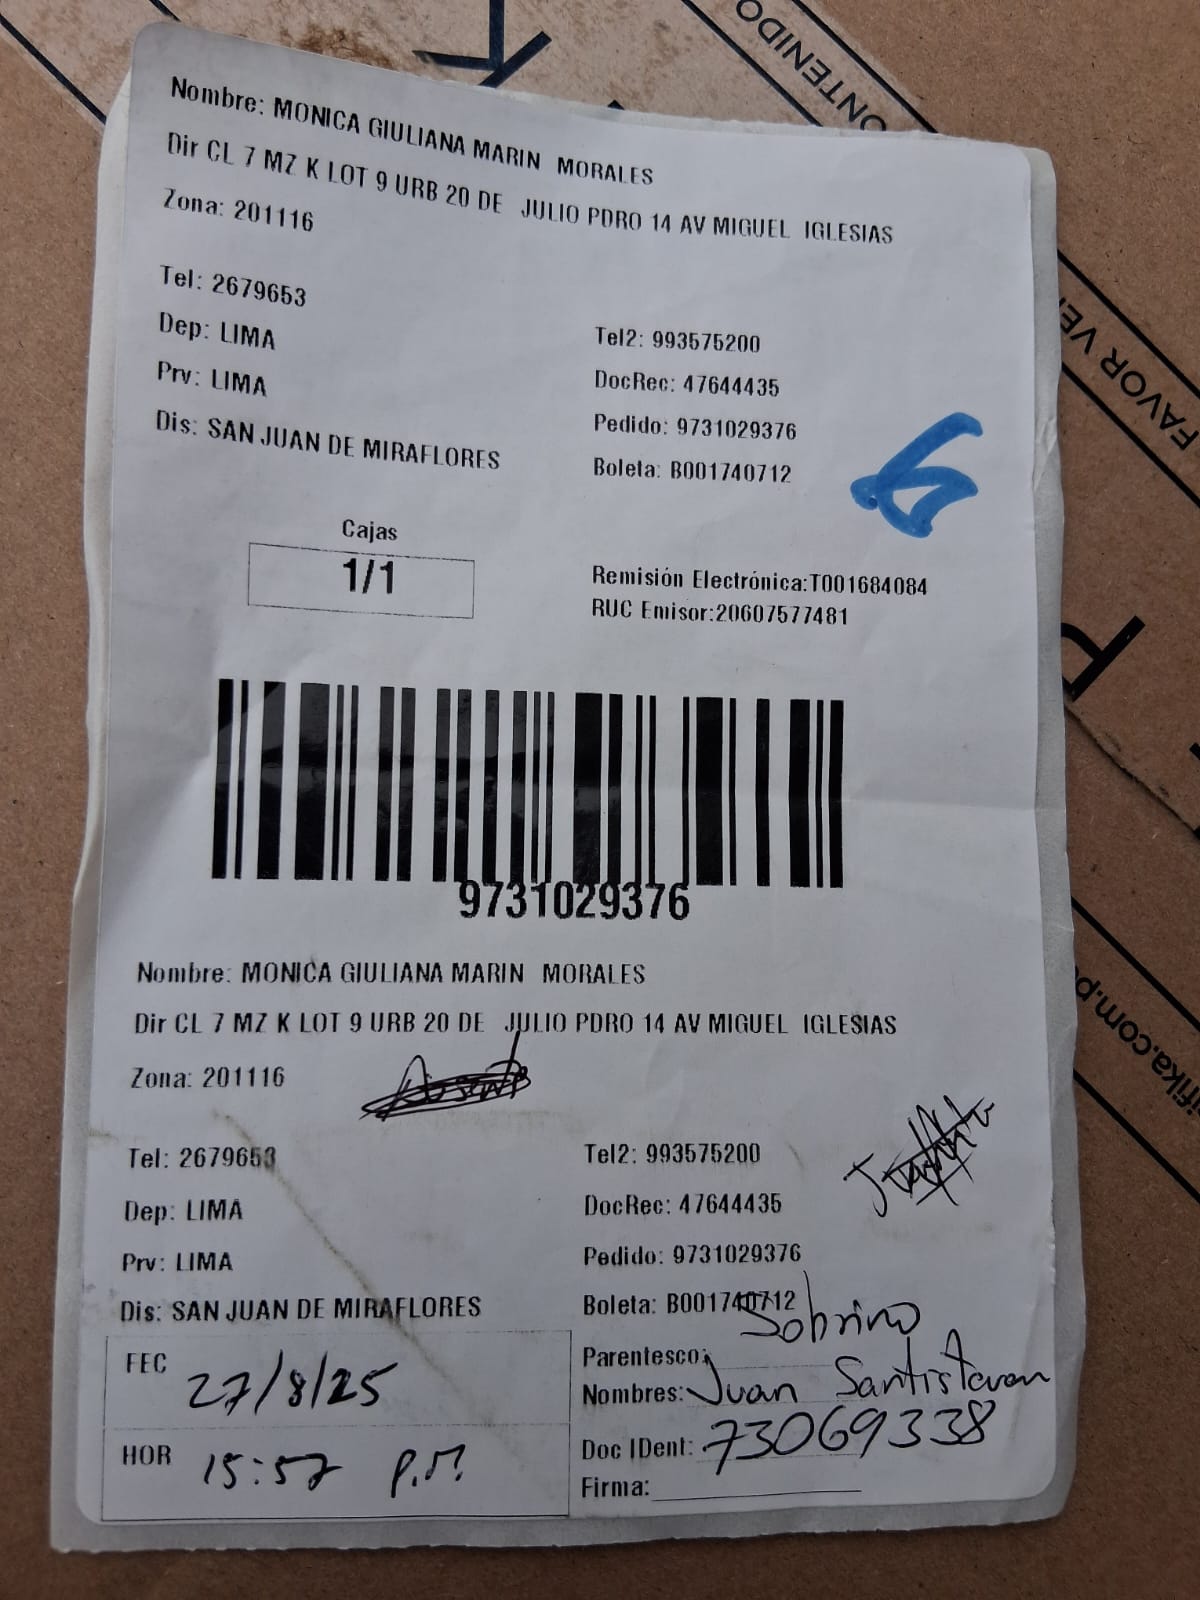 CONTENIDO
Nombre: MONICA GIULIANA MARIN MORALES
Dir CL 7 MZ K LOT 9 URB 20 DE JULIO PDRO 14 AV MIGUEL IGLESIAS
Zona: 201116
Tel: 2679653
Tel2: 993575200
Dep: LIMA
DocRec: 47644435
Prv: LIMA
Pedido: 9731029376
Dis: SAN JUAN DE MIRAFLORES
Boleta: B001740712
FAVOR
6
Cajas
1/1
Remisión Electrónica:T001684084
RUC Emisor:20607577481
9731029376
Nombre: MONICA GIULIANA MARIN MORALES
Dir CL 7 MZ K LOT 9 URB 20 DE JULIO PDRO 14 AV MIGUEL IGLESIAS
Zona: 201116
Tel: 2679653
Tel2: 993575200
Dep: LIMA
DocRec: 47644435
Prv: LIMA
Pedido: 9731029376
Dis: SAN JUAN DE MIRAFLORES
Boleta: B001740712
Sobrino
FEC 27/8/25
Parentesco:
Nombres: Juan Santistevan
HOR 15:57 P.M.
Doc IDent: 73069338
Firma: